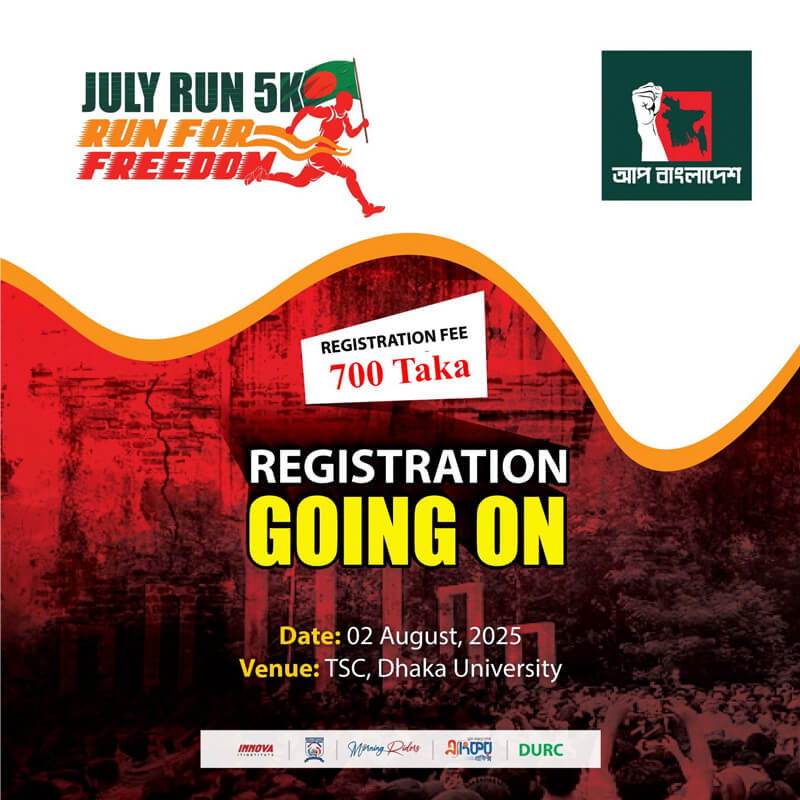 JULY RUN 5K
RUN FOR
FREEDOM
আপ বাংলাদেশ
REGISTRATION FEE
700 Taka
REGISTRATION
GOING ON
Date: 02 August, 2025
Venue: TSC, Dhaka University
INNOVA
Morning Riders
DURC